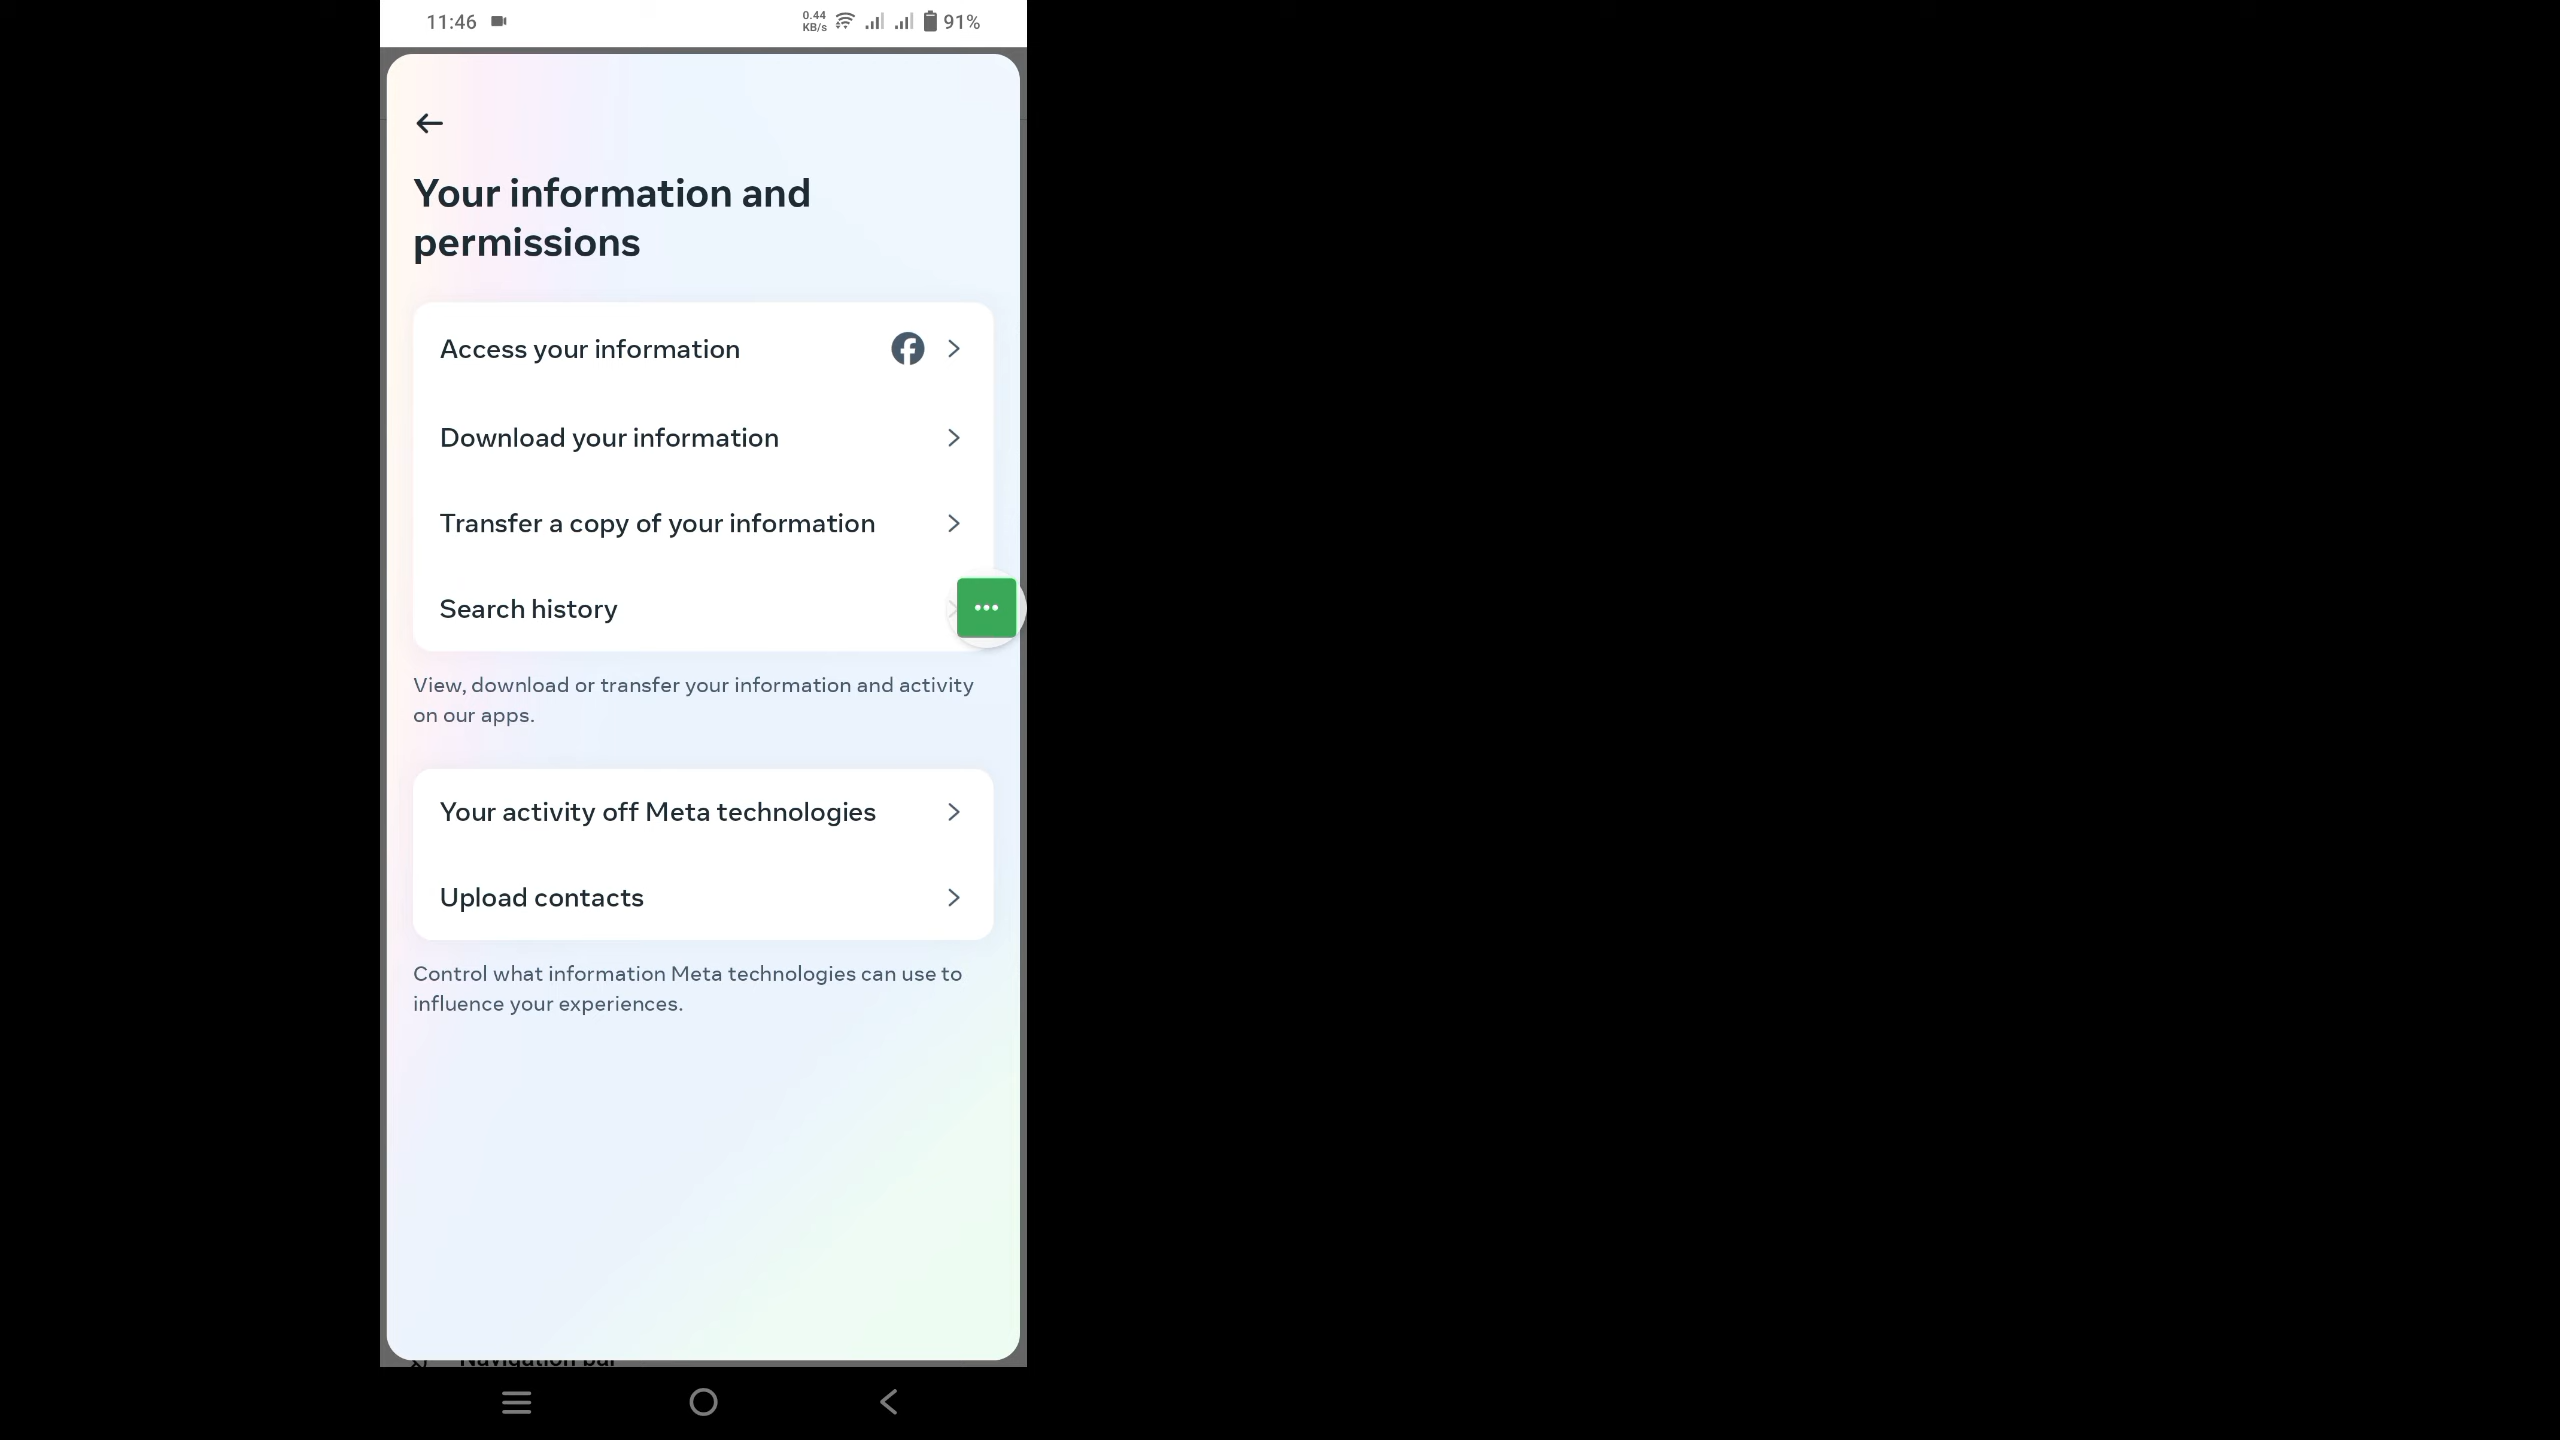 11:46
0.44
KB/s
91%
Your information and
permissions
Access your information
Download your information
Transfer a copy of your information
Search history
View, download or transfer your information and activity
on our apps.
Your activity off Meta technologies
Upload contacts
Control what information Meta technologies can use to
influence your experiences.
Navigation bar